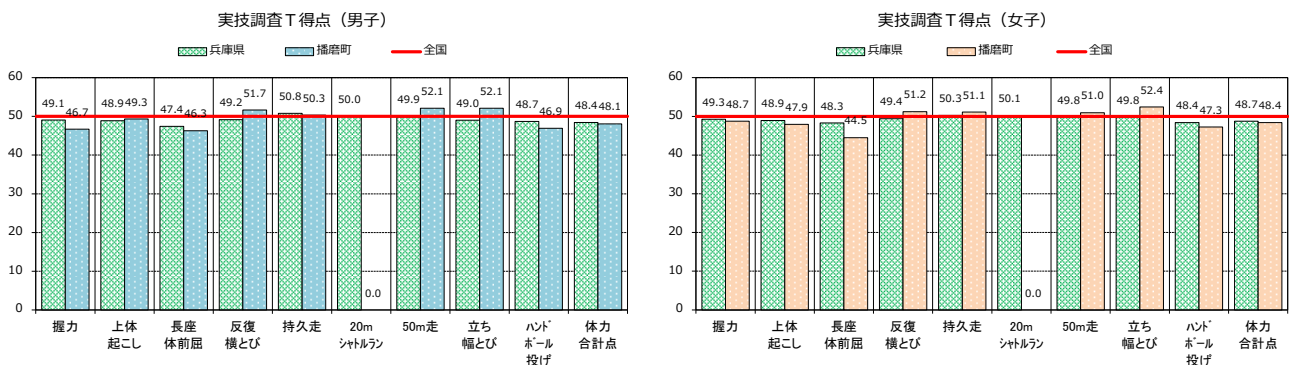 実技調査Ｔ得点（男子）
兵庫県 播磨町 全国
60
50
40
30
20
10
0
49.1 46.7 48.9 49.3 47.4 46.3 49.2 51.7 50.8 50.3 50.0 0.0 49.9 52.1 49.0 52.1 48.7 46.9 48.4 48.1
握力 上体 長座 反復 持久走 20m 50m走 立ち ﾊﾝﾄﾞ 体力
起こし 体前屈 横とび ｼｬﾄﾙﾗﾝ 幅とび ﾎﾞｰﾙ 合計点
投げ
実技調査Ｔ得点（女子）
兵庫県 播磨町 全国
60
50
40
30
20
10
0
49.3 48.7 48.9 47.9 48.3 44.5 49.4 51.2 50.3 51.1 50.1 0.0 49.8 51.0 49.8 52.4 48.4 47.3 48.7 48.4
握力 上体 長座 反復 持久走 20m 50m走 立ち ﾊﾝﾄﾞ 体力
起こし 体前屈 横とび ｼｬﾄﾙﾗﾝ 幅とび ﾎﾞｰﾙ 合計点
投げ